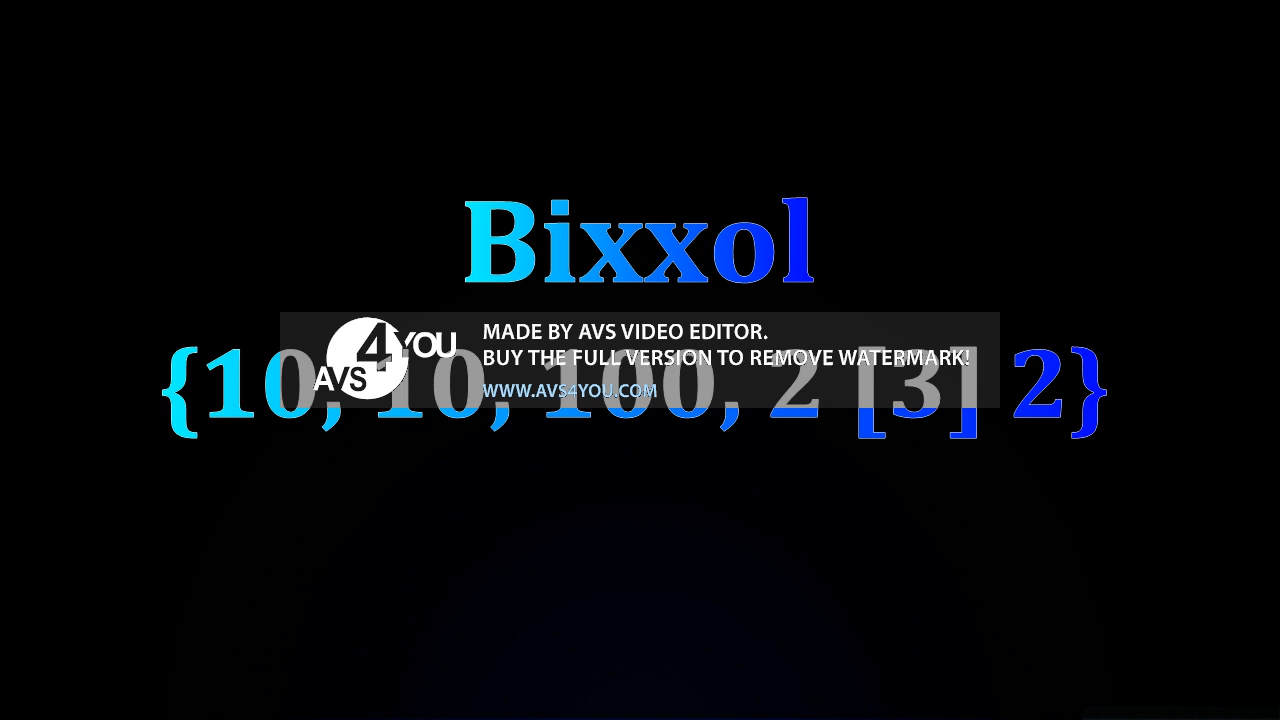 Bixxol
MADE BY AVS VIDEO EDITOR.
BUY THE FULL VERSION TO REMOVE WATERMARK!
AVS4YOU
WWW.AVS4YOU.COM
{10, 10, 100, 2 [3] 2}